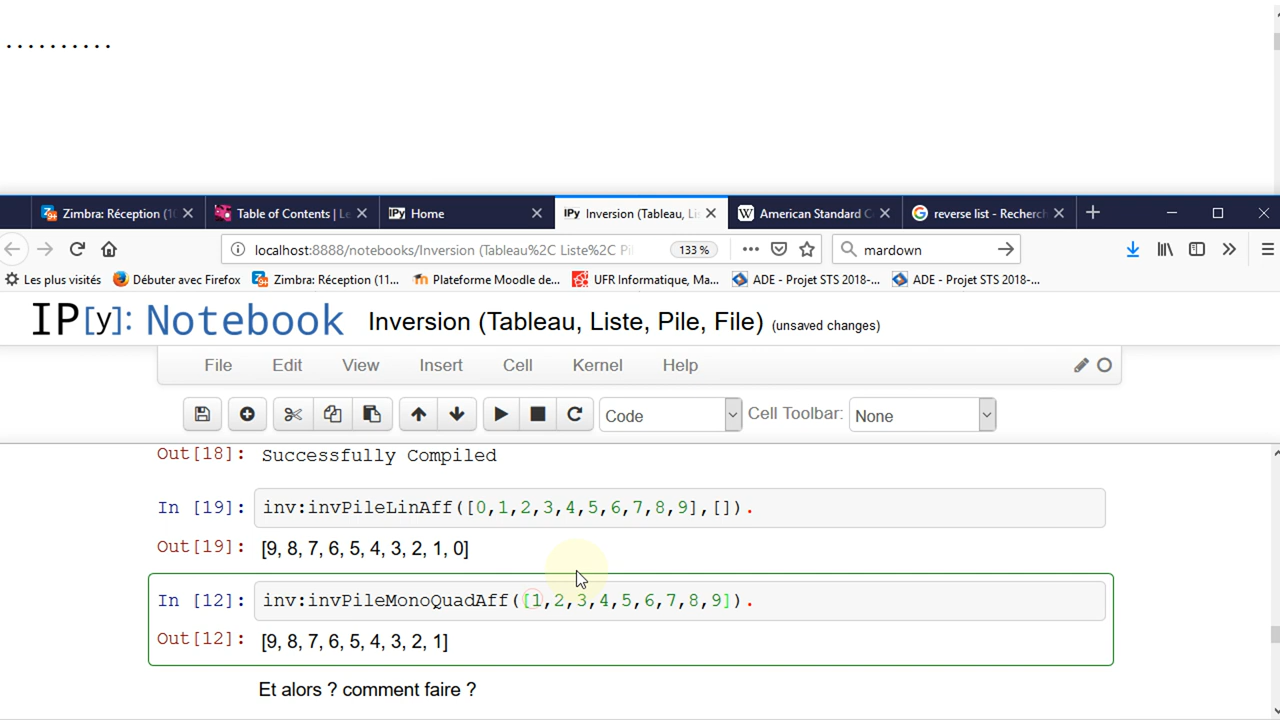 ..........
Zimbra: Réception (1
Table of Contents | Le
IPy Home
IPy Inversion (Tableau, Lis
W American Standard C
reverse list - Recherch
localhost:8888/notebooks/Inversion (Tableau%2C Liste%2C Pi
133 %
mardown
Les plus visités
Débuter avec Firefox
Zimbra: Réception (11...
Plateforme Moodle de...
UFR Informatique, Ma...
ADE - Projet STS 2018-...
ADE - Projet STS 2018-...
IP[y]: Notebook
Inversion (Tableau, Liste, Pile, File) (unsaved changes)
File Edit View Insert Cell Kernel Help
Code Cell Toolbar: None
Out[18]: Successfully Compiled
In [19]: inv:invPileLinAff([0,1,2,3,4,5,6,7,8,9],[]).
Out[19]: [9, 8, 7, 6, 5, 4, 3, 2, 1, 0]
In [12]: inv:invPileMonoQuadAff([1,2,3,4,5,6,7,8,9]).
Out[12]: [9, 8, 7, 6, 5, 4, 3, 2, 1]
Et alors ? comment faire ?